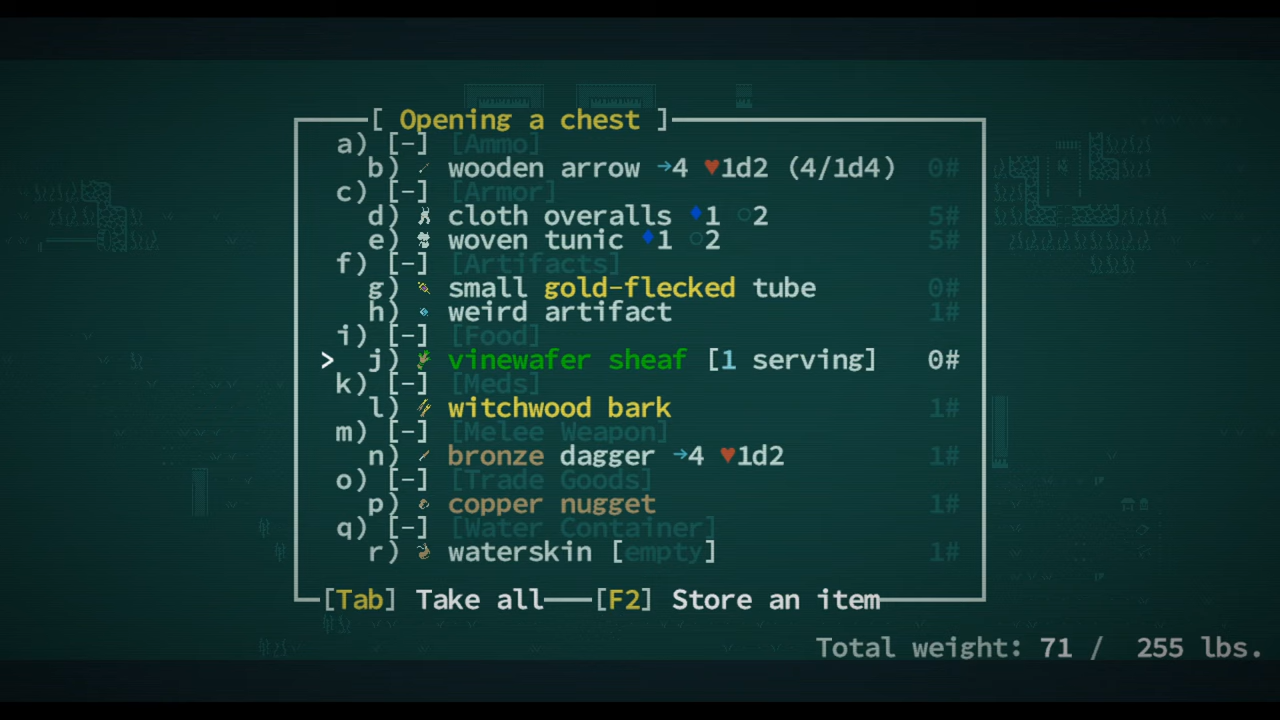 [ Opening a chest ]
a) [-] [Ammo]
b) wooden arrow →4 ♥1d2 (4/1d4) 0#
c) [-] [Armor]
d) cloth overalls ♦1 ○2 5#
e) woven tunic ♦1 ○2 5#
f) [-] [Artifacts]
g) small gold-flecked tube 0#
h) weird artifact 1#
i) [-] [Food]
> j) vinewafer sheaf [1 serving] 0#
k) [-] [Meds]
l) witchwood bark 1#
m) [-] [Melee Weapon]
n) bronze dagger →4 ♥1d2 1#
o) [-] [Trade Goods]
p) copper nugget 1#
q) [-] [Water Container]
r) waterskin [empty] 1#
[Tab] Take all [F2] Store an item
Total weight: 71 / 255 lbs.